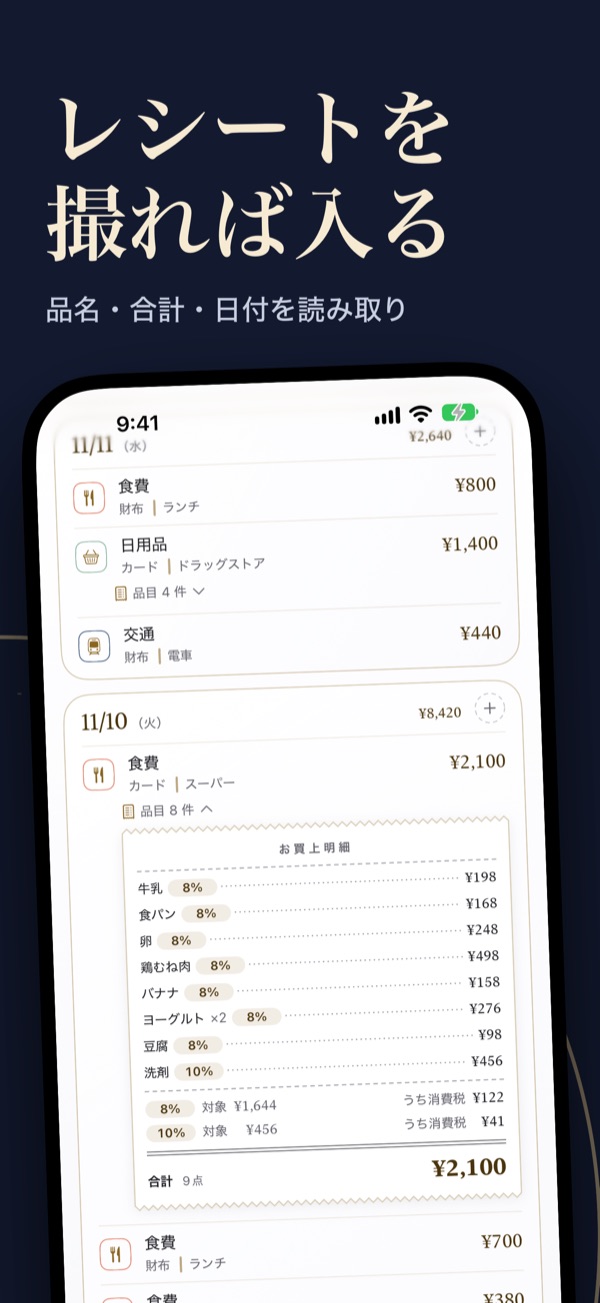 レシートを
撮れば入る
品名・合計・日付を読み取り
9:41
11/11 （水） ¥2,640
食費 ¥800
財布 ランチ
日用品 ¥1,400
カード ドラッグストア
品目 4 件
交通 ¥440
財布 電車
11/10 （火） ¥8,420
食費 ¥2,100
カード スーパー
品目 8 件
お買上明細
牛乳 8% ¥198
食パン 8% ¥168
卵 8% ¥248
鶏むね肉 8% ¥498
バナナ 8% ¥158
ヨーグルト ×2 8% ¥276
豆腐 8% ¥98
洗剤 10% ¥456
8% 対象 ¥1,644 うち消費税 ¥122
10% 対象 ¥456 うち消費税 ¥41
合計 9点 ¥2,100
食費 ¥700
財布 ランチ
食費 ¥380